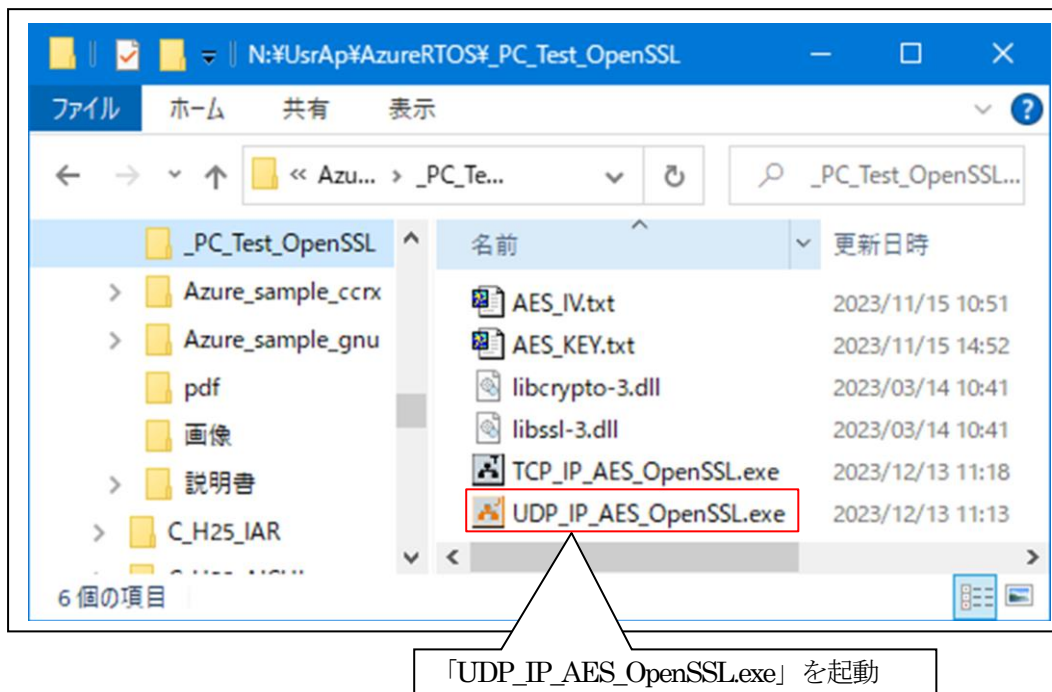 N:¥UsrAp¥AzureRTOS¥_PC_Test_OpenSSL
ファイル ホーム 共有 表示
« Azu... › _PC_Te...
_PC_Test_OpenSSL...
_PC_Test_OpenSSL
Azure_sample_ccrx
Azure_sample_gnu
pdf
画像
説明書
C_H25_IAR
名前 更新日時
AES_IV.txt 2023/11/15 10:51
AES_KEY.txt 2023/11/15 14:52
libcrypto-3.dll 2023/03/14 10:41
libssl-3.dll 2023/03/14 10:41
TCP_IP_AES_OpenSSL.exe 2023/12/13 11:18
UDP_IP_AES_OpenSSL.exe 2023/12/13 11:13
6 個の項目
「UDP_IP_AES_OpenSSL.exe」を起動